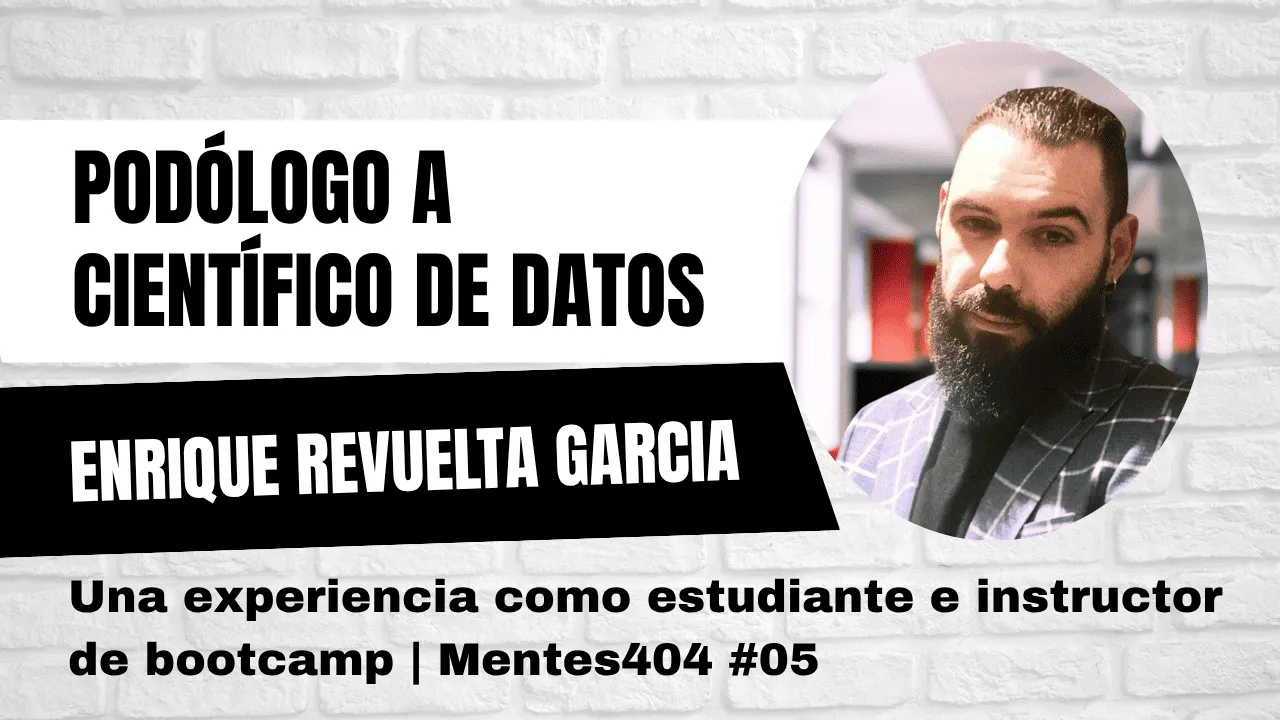 PODÓLOGO A
CIENTÍFICO DE DATOS
ENRIQUE REVUELTA GARCIA
Una experiencia como estudiante e instructor
de bootcamp | Mentes404 #05